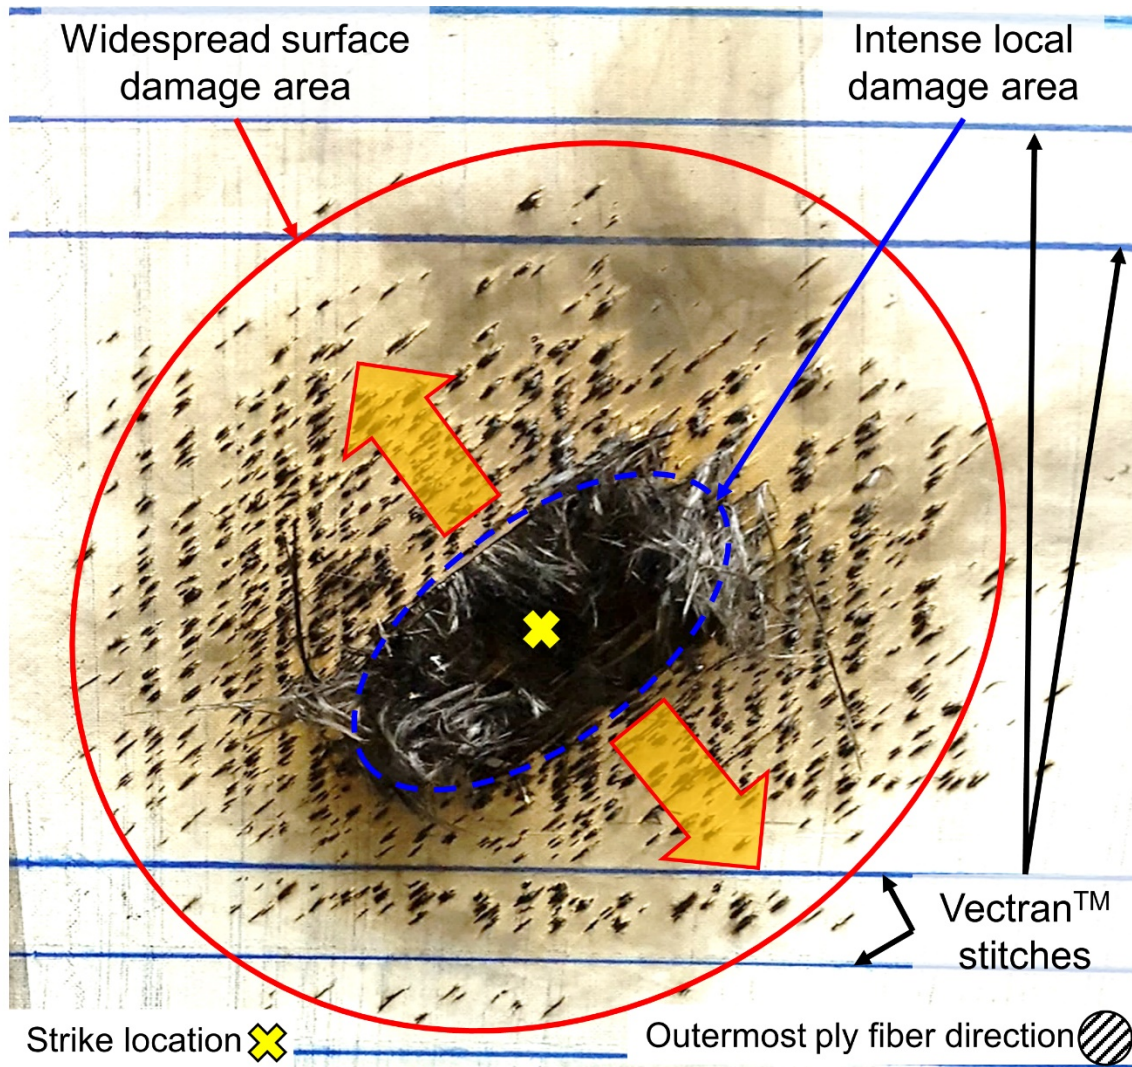 Widespread surface
damage area
Intense local
damage area
Vectran™
stitches
Strike location
Outermost ply fiber direction